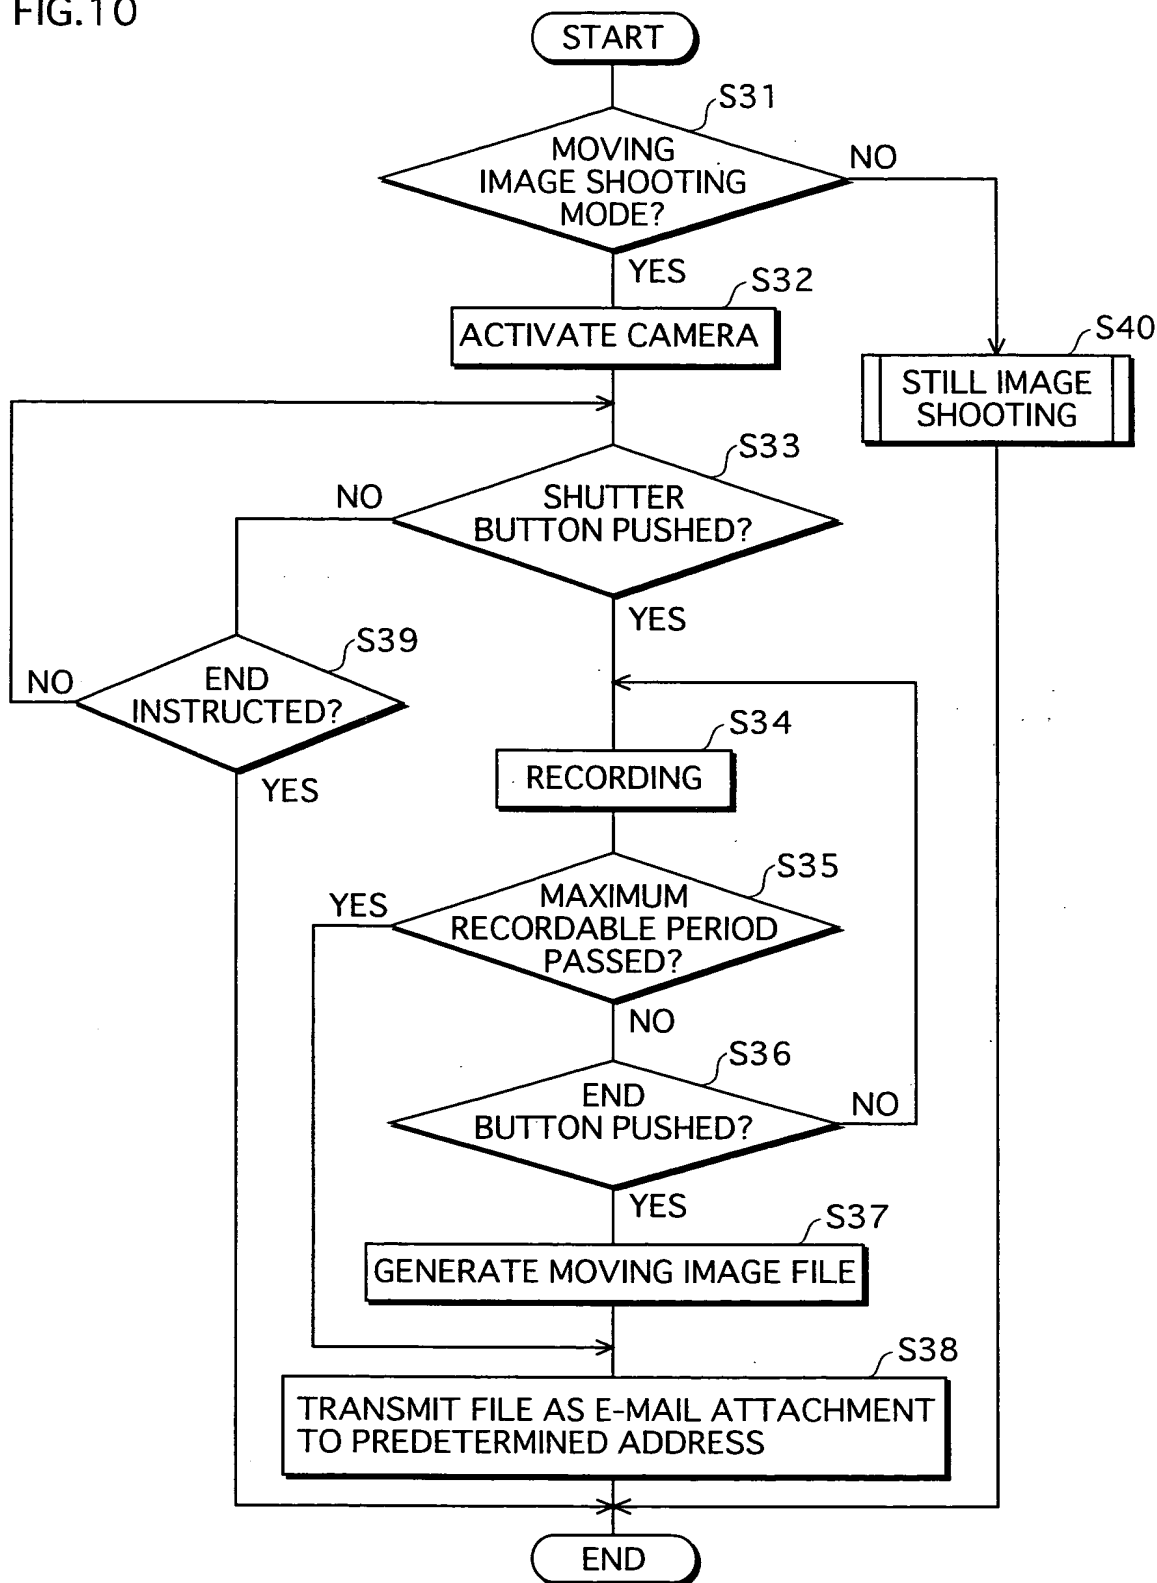 FIG.10
START
S31
MOVING
IMAGE SHOOTING
MODE?
NO
YES
S32
ACTIVATE CAMERA
S40
STILL IMAGE
SHOOTING
S33
SHUTTER
BUTTON PUSHED?
NO
YES
S39
END
INSTRUCTED?
NO
YES
S34
RECORDING
S35
MAXIMUM
RECORDABLE PERIOD
PASSED?
YES
NO
S36
END
BUTTON PUSHED?
NO
YES
S37
GENERATE MOVING IMAGE FILE
S38
TRANSMIT FILE AS E-MAIL ATTACHMENT
TO PREDETERMINED ADDRESS
END